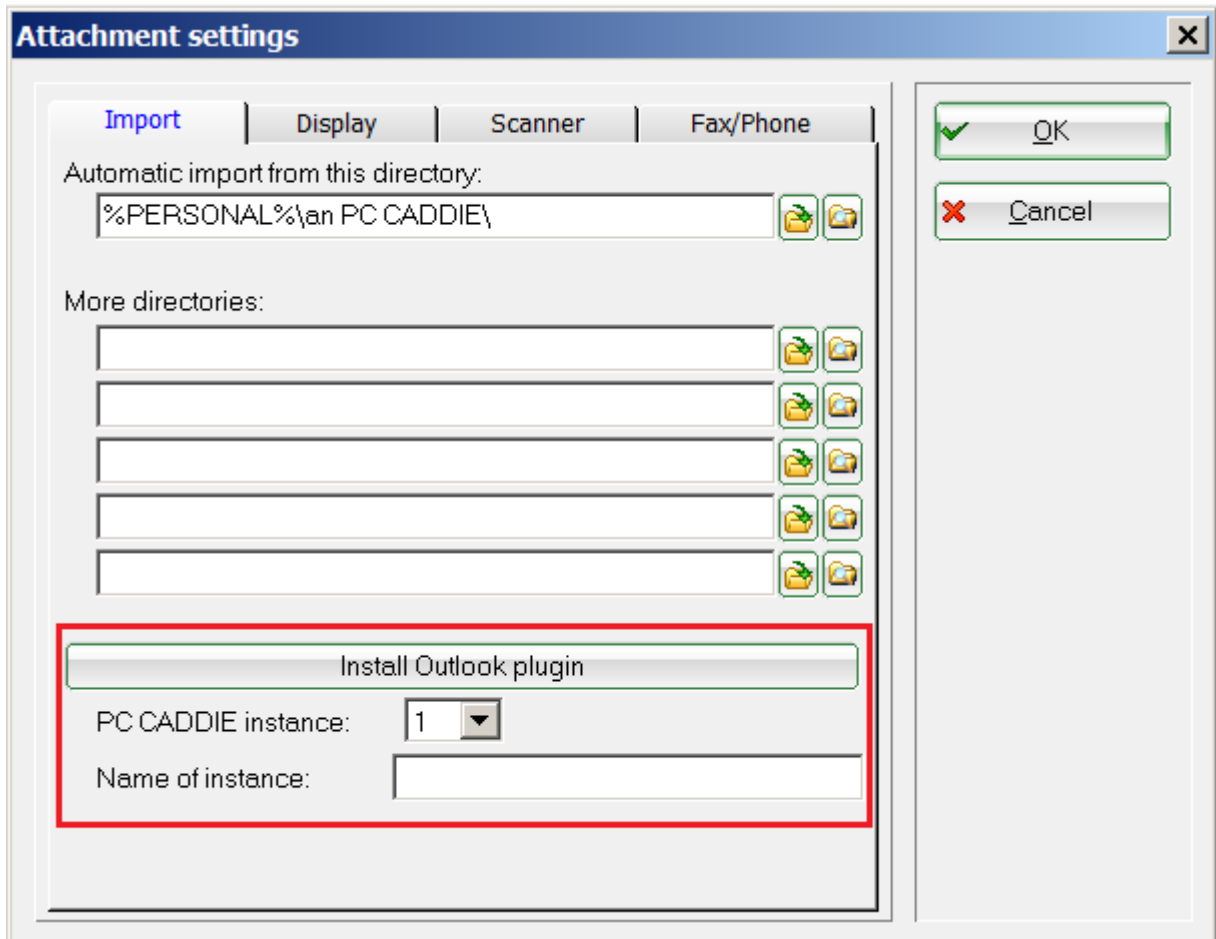 Attachment settings
Import Display Scanner Fax/Phone
OK
Automatic import from this directory:
%PERSONAL%\an PC CADDIE\
Cancel
More directories:
Install Outlook plugin
PC CADDIE instance: 1
Name of instance: